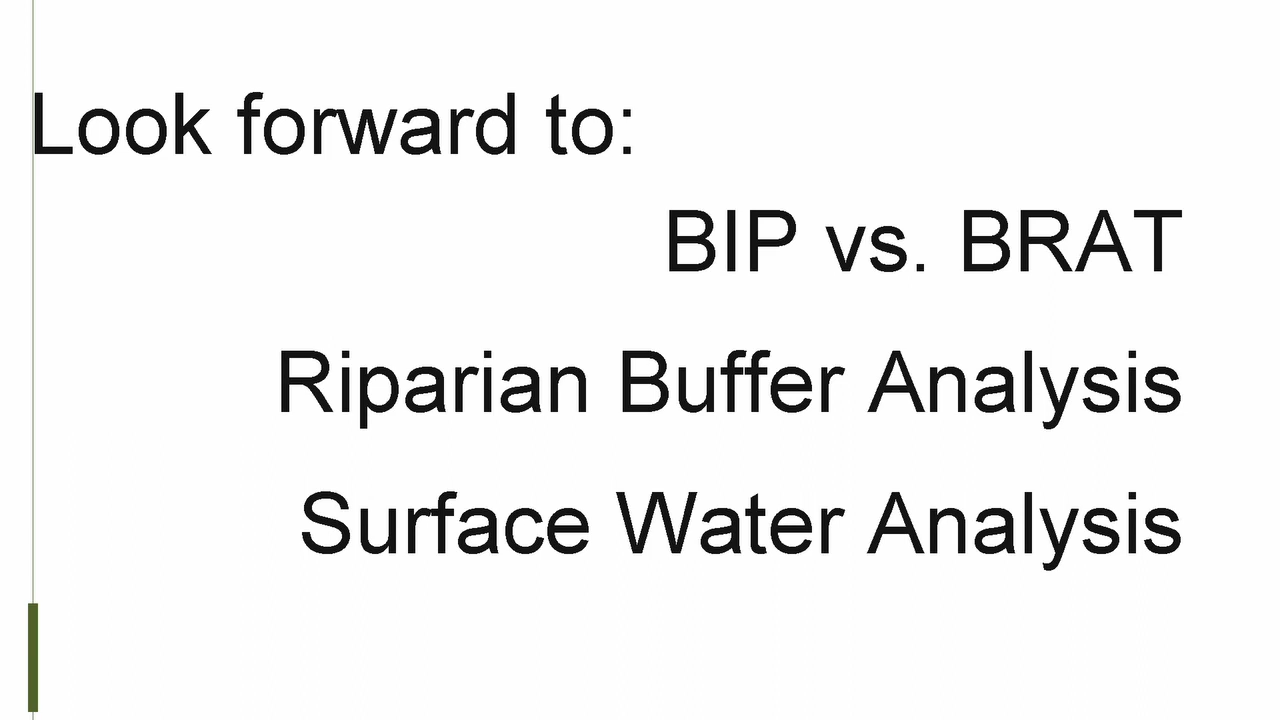 Look forward to:
BIP vs. BRAT
Riparian Buffer Analysis
Surface Water Analysis